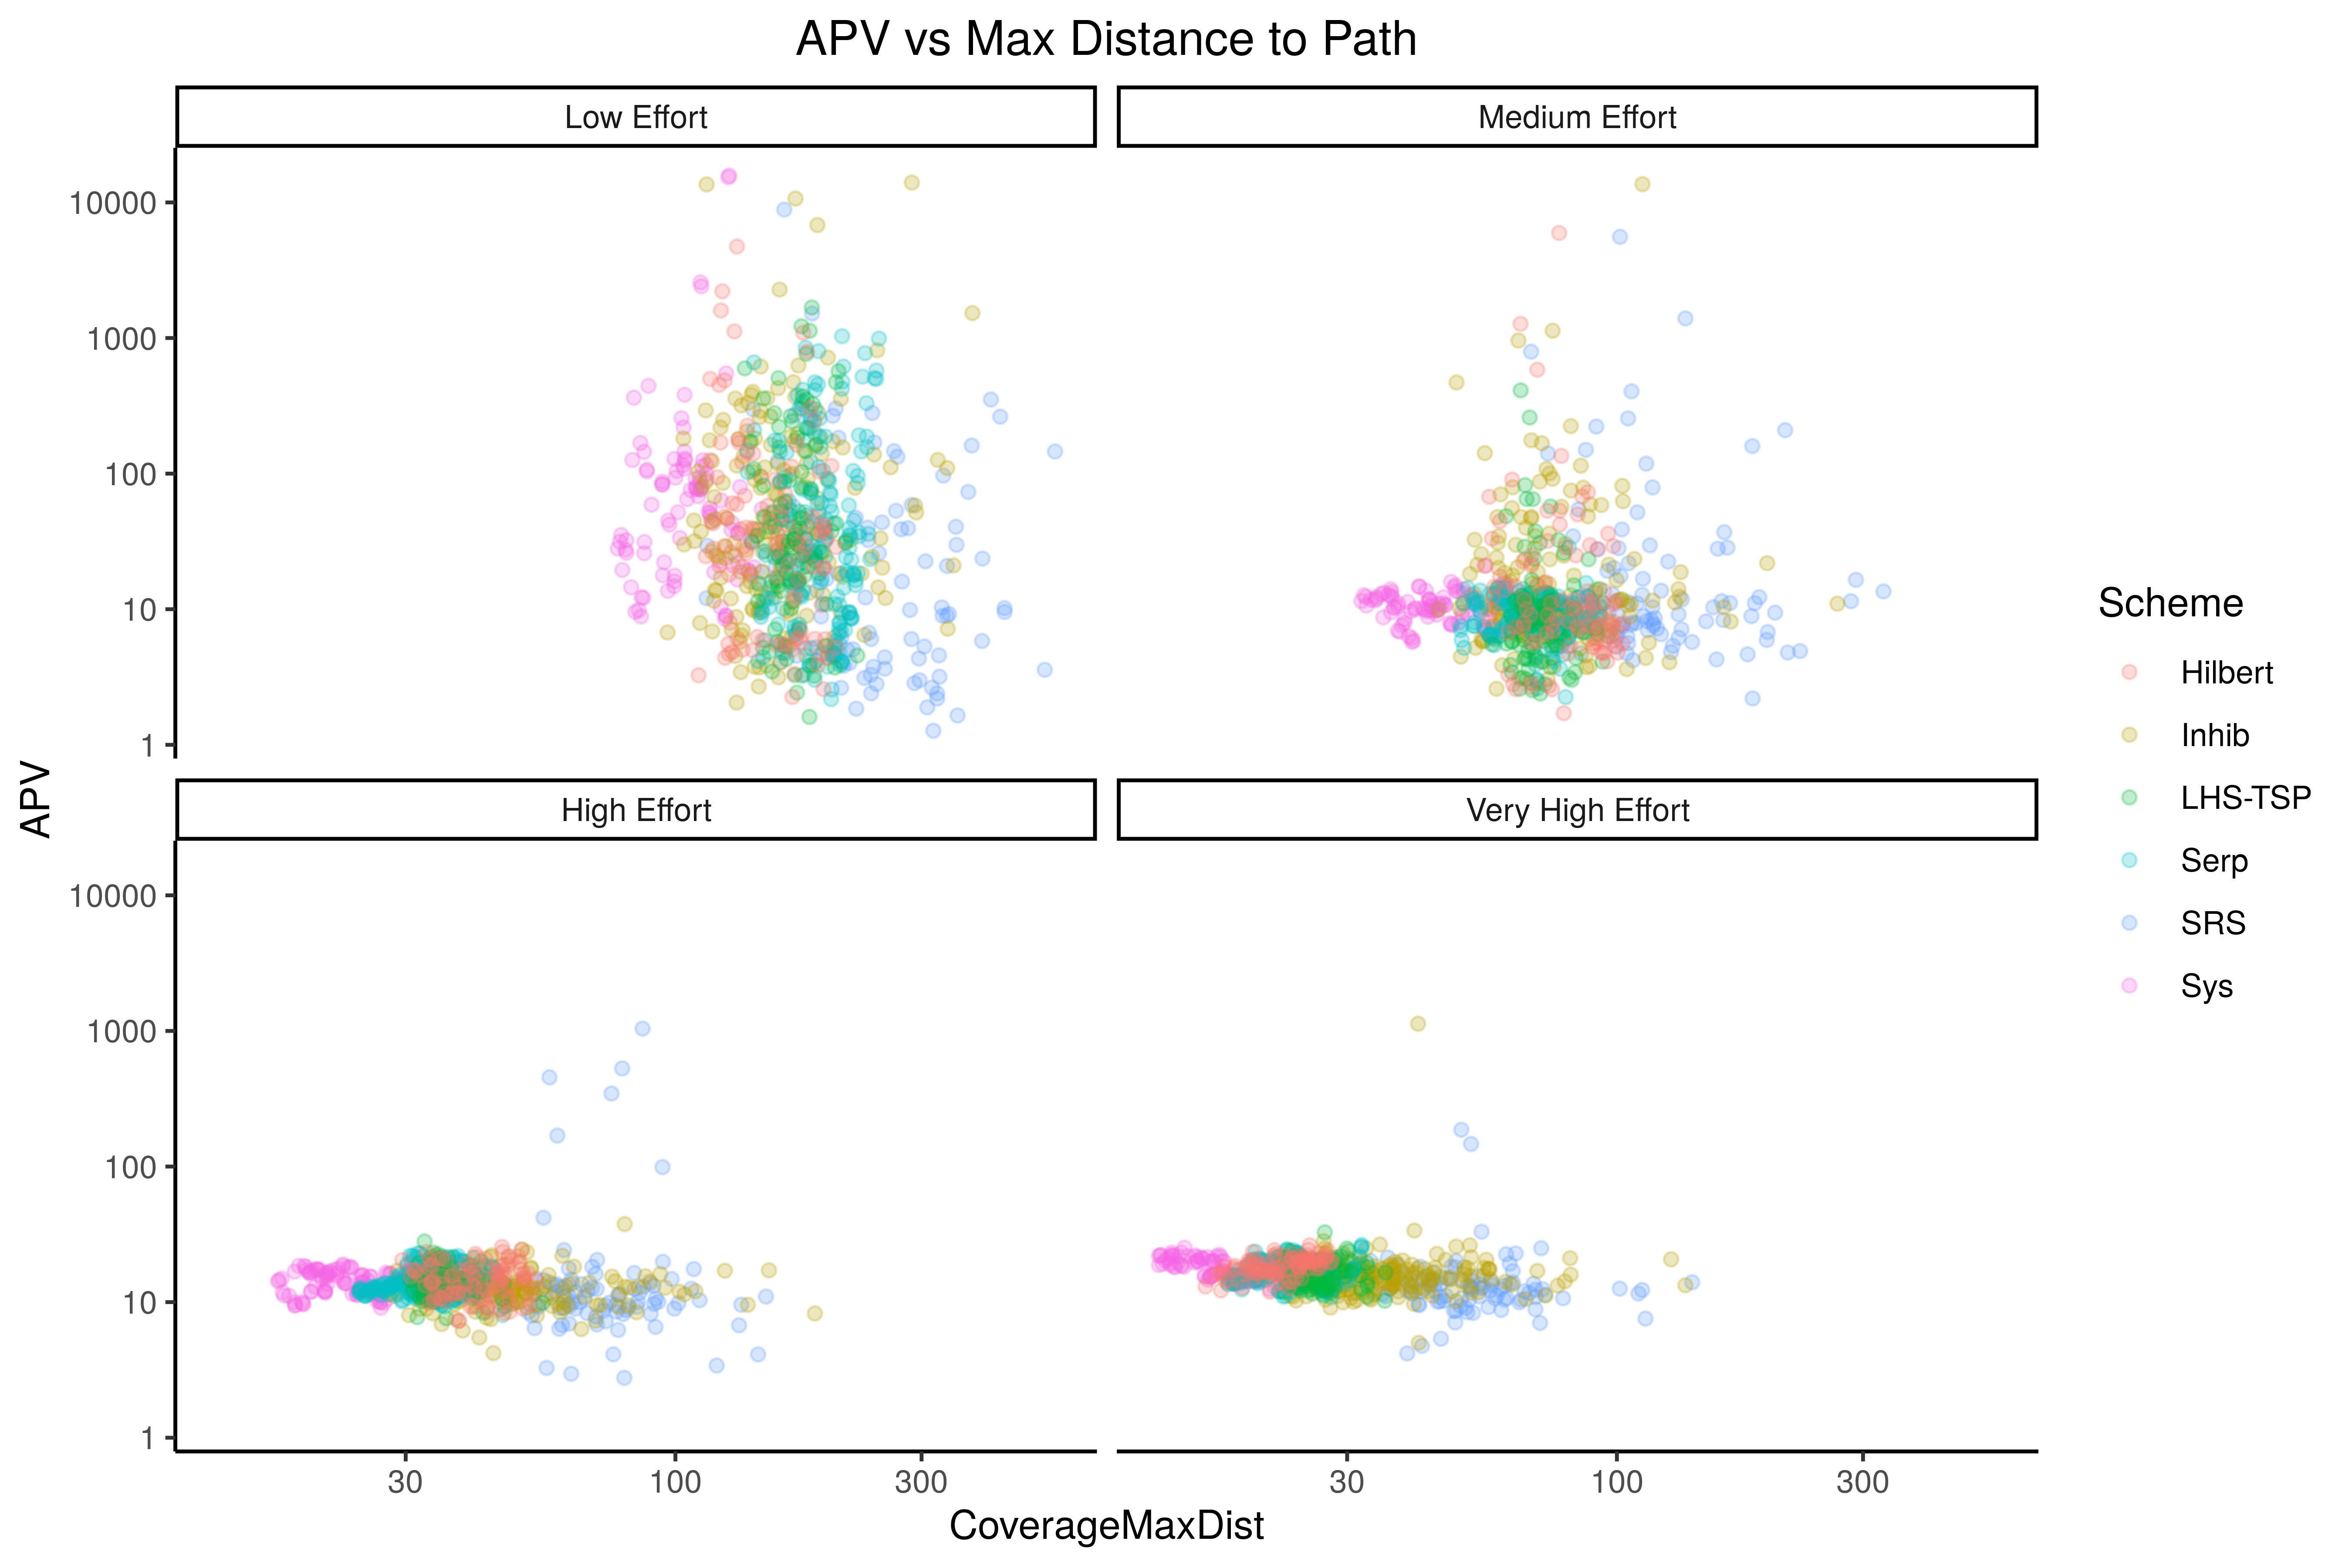 APV vs Max Distance to Path
Low Effort
Medium Effort
10000
1000
100
10
1
High Effort
Very High Effort
10000
1000
100
10
1
30
100
300
30
100
300
CoverageMaxDist
APV
Scheme
Hilbert
Inhib
LHS-TSP
Serp
SRS
Sys